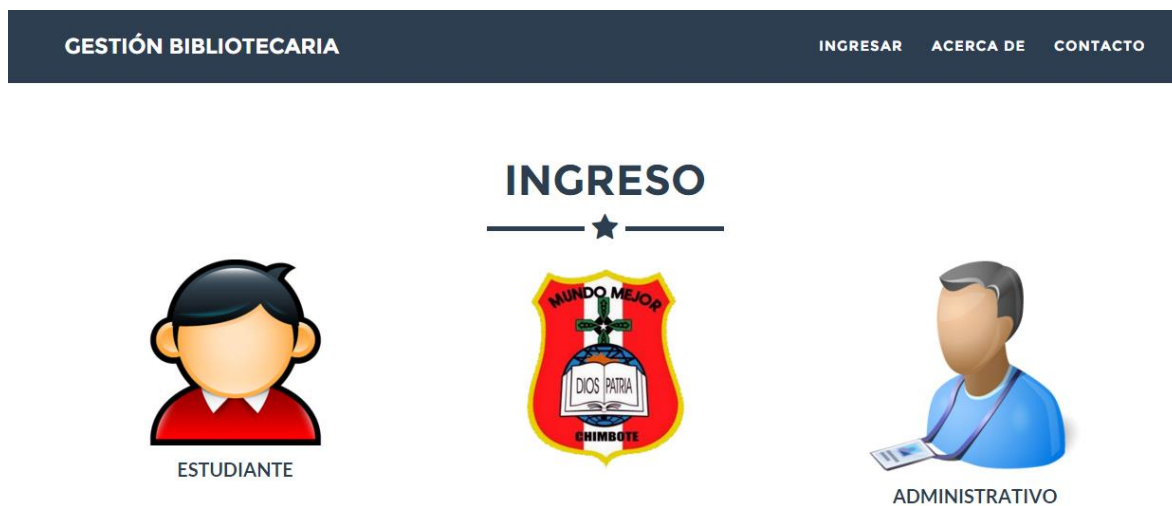 GESTIÓN BIBLIOTECARIA
INGRESAR ACERCA DE CONTACTO
INGRESO
MUNDO MEJOR
DIOS PATRIA
CHIMBOTE
ESTUDIANTE
ADMINISTRATIVO